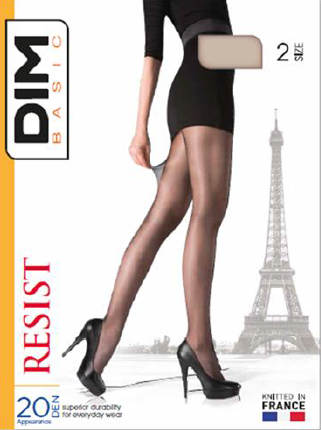 DIM
BASIC
2
SIZE
RESIST
20 DEN
Appearance
superior durability
for everyday wear
KNITTED IN
FRANCE